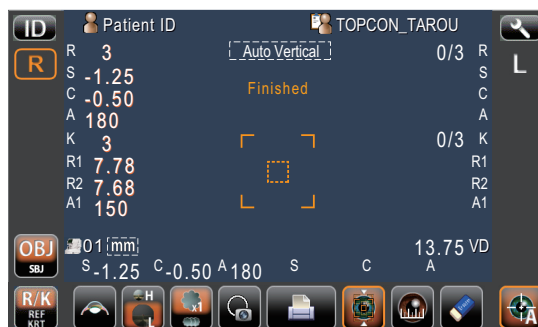 ID Patient ID TOPCON_TAROU
R R 3 Auto Vertical 0/3 R L
S -1.25 S
Finished
C -0.50 C
A 180 A
K 3 0/3 K
R1 7.78 R1
R2 7.68 R2
A1 150 A1
OBJ 01 mm 13.75 VD
SBJ S -1.25 C -0.50 A 180 S C A
R/K H x1
REF
KRT L A